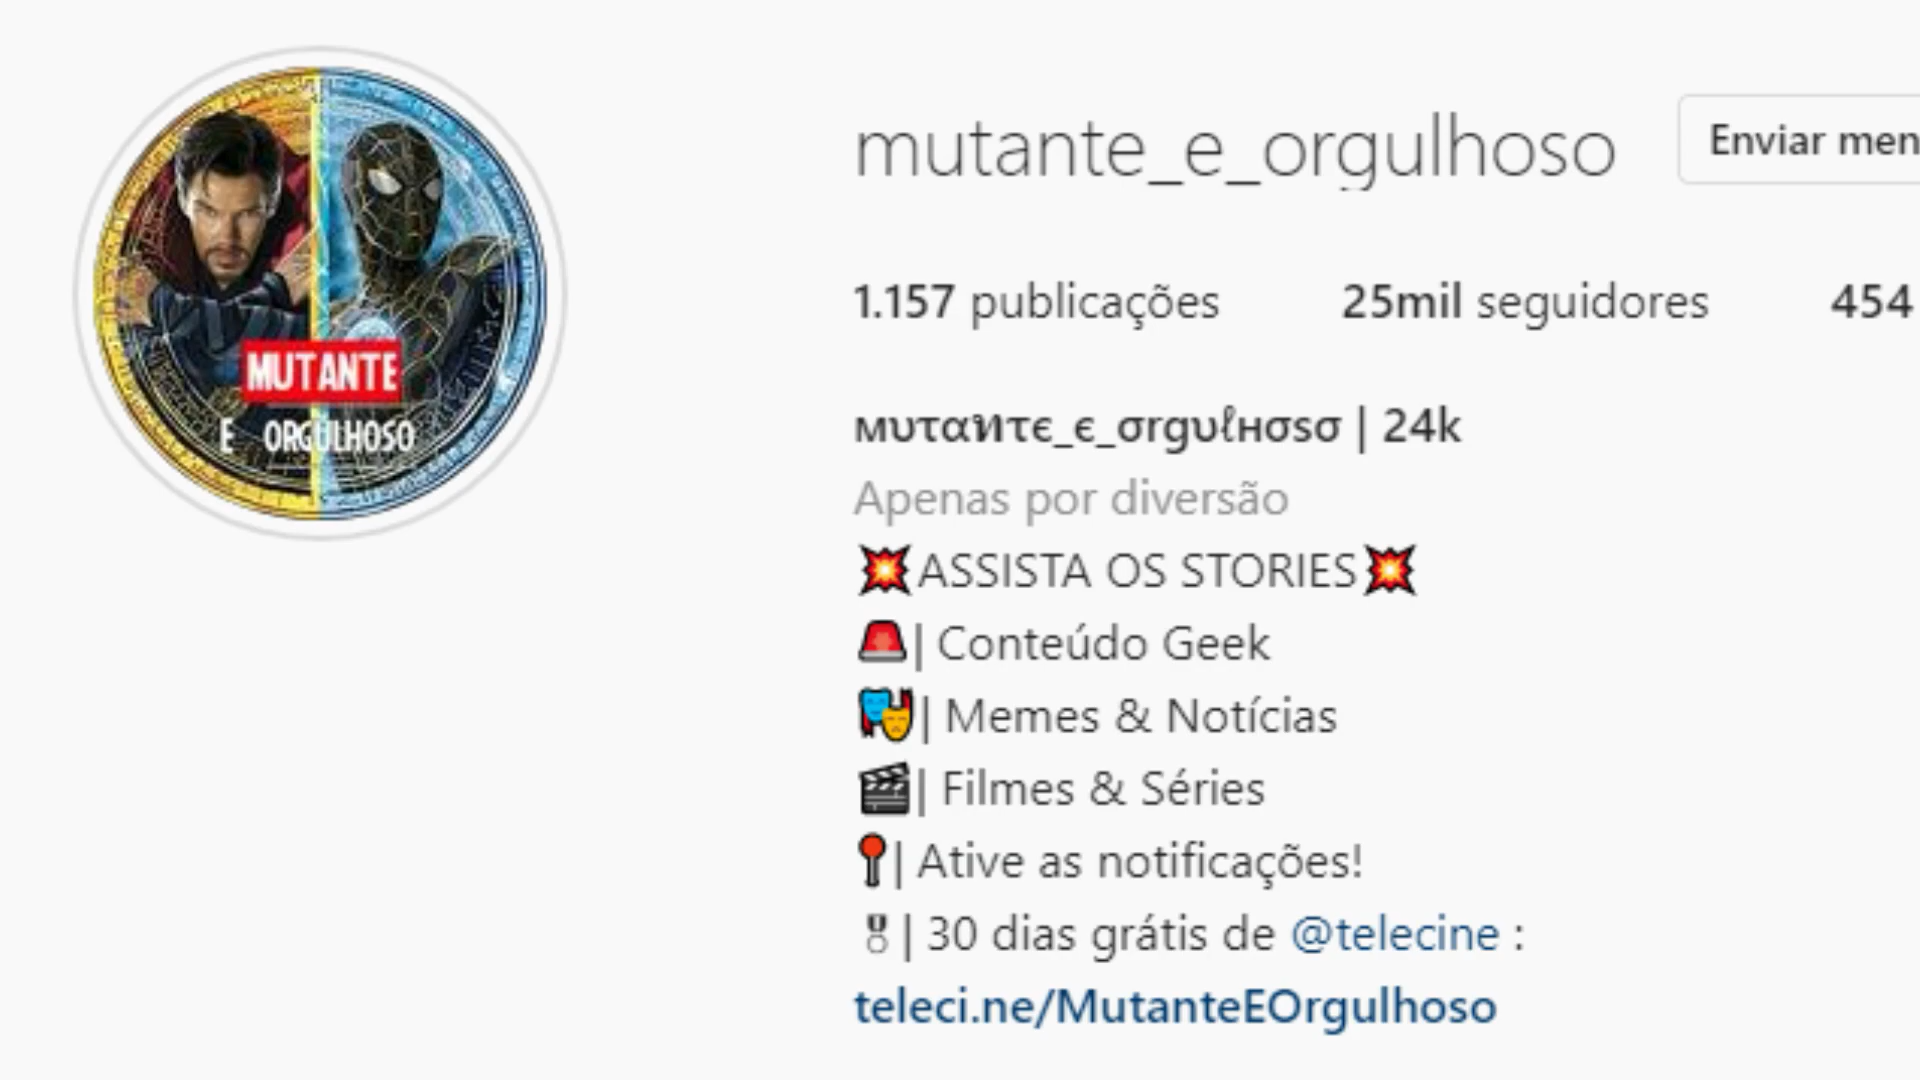 MUTANTE
E ORGULHOSO
mutante_e_orgulhoso
Enviar men
1.157 publicações 25mil seguidores 454
мυταиτє_є_σrgυℓнσsσ | 24k
Apenas por diversão
💥ASSISTA OS STORIES💥
🚨| Conteúdo Geek
🎭| Memes & Notícias
🎬| Filmes & Séries
📍| Ative as notificações!
🎖| 30 dias grátis de @telecine :
teleci.ne/MutanteEOrgulhoso